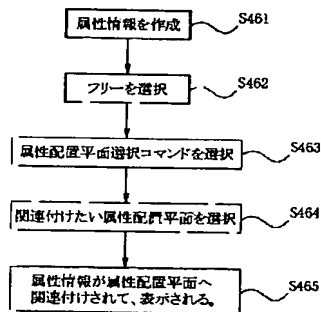 属性情報を作成
S461
フリーを選択
S462
属性配置平面選択コマンドを選択
S463
関連付けたい属性配置平面を選択
S464
属性情報が属性配置平面へ
関連付けされて、表示される。
S465